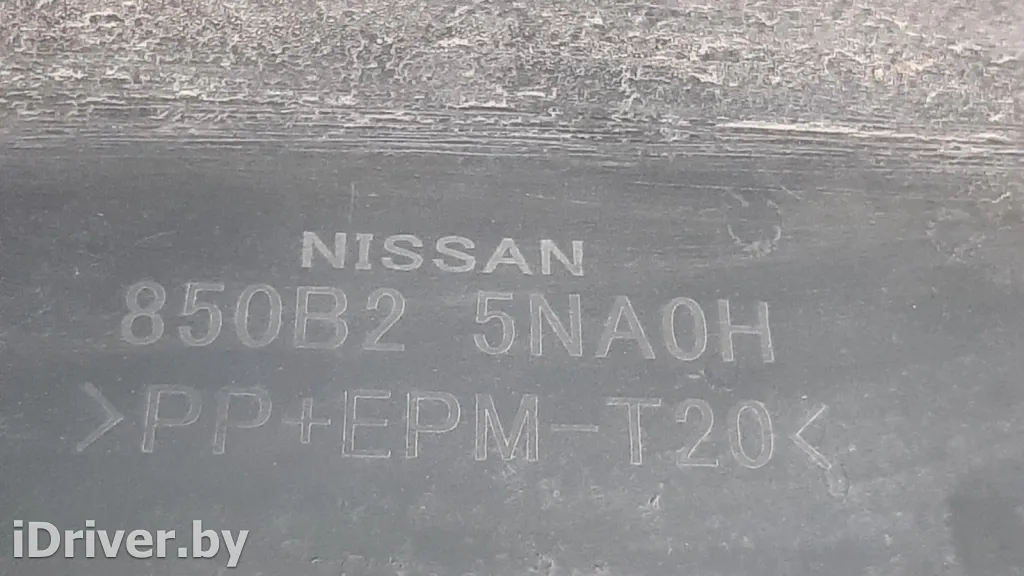 NISSAN
850B2 5NA0H
>PP+EPM-T20<
iDriver.by